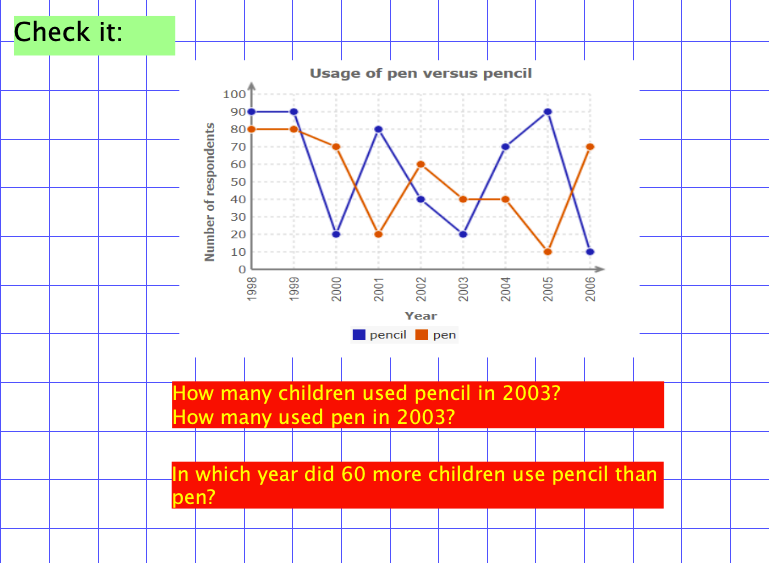 Check it:
Usage of pen versus pencil
Number of respondents
100
90
80
70
60
50
40
30
20
10
0
1998
1999
2000
2001
2002
2003
2004
2005
2006
Year
pencil pen
How many children used pencil in 2003?
How many used pen in 2003?
In which year did 60 more children use pencil than
pen?